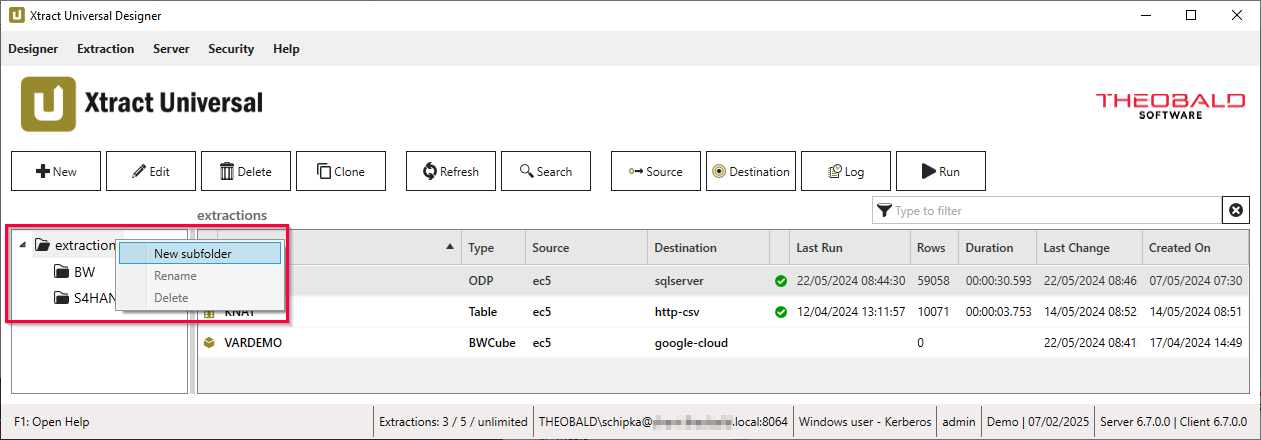 Xtract Universal Designer
Designer Extraction Server Security Help
Xtract Universal
THEOBALD
SOFTWARE
New Edit Delete Clone Refresh Search Source Destination Log Run
extractions Type to filter
Type Source Destination Last Run Rows Duration Last Change Created On
extraction
New subfolder
Rename
Delete
BW
S4HAN
ODP ec5 sqlserver 22/05/2024 08:44:30 59058 00:00:30.593 22/05/2024 08:46 07/05/2024 07:30
Table ec5 http-csv 12/04/2024 13:11:57 10071 00:00:03.753 14/05/2024 08:52 14/05/2024 08:51
VARDEMO BWCube ec5 google-cloud 0 22/05/2024 08:41 17/04/2024 14:49
F1: Open Help Extractions: 3 / 5 / unlimited THEOBALD\schipka@ .local:8064 Windows user - Kerberos admin Demo | 07/02/2025 Server 6.7.0.0 | Client 6.7.0.0